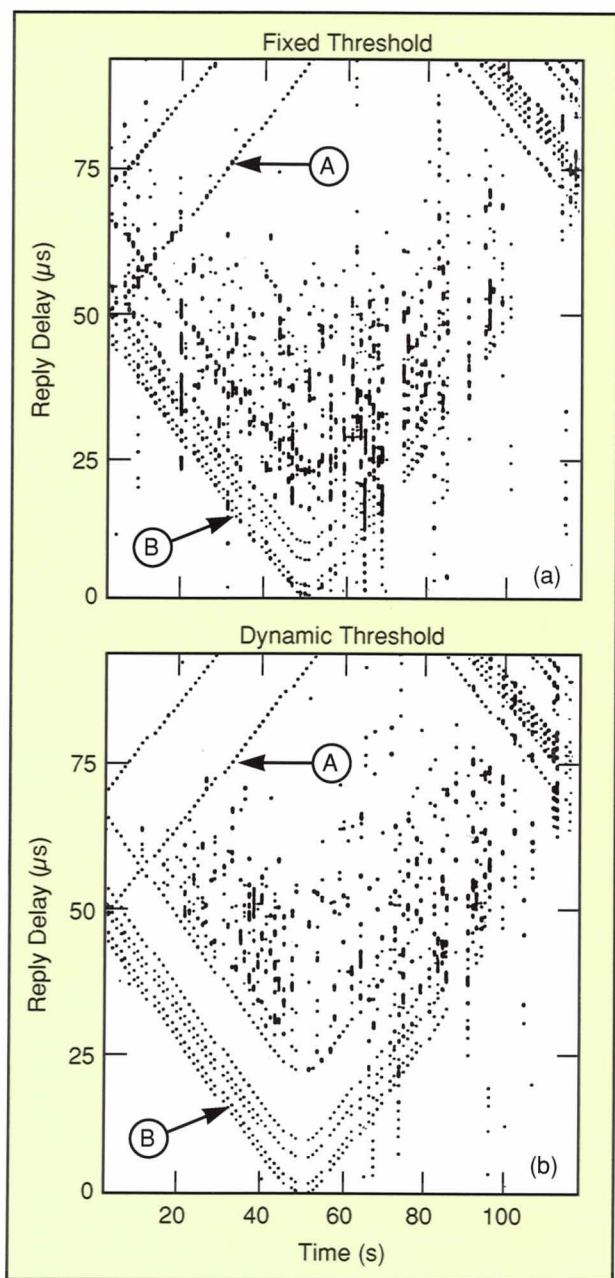 Fixed Threshold
Reply Delay (μs)
75
50
25
0
A
B
(a)
Dynamic Threshold
Reply Delay (μs)
75
50
25
0
A
B
(b)
20 40 60 80 100
Time (s)